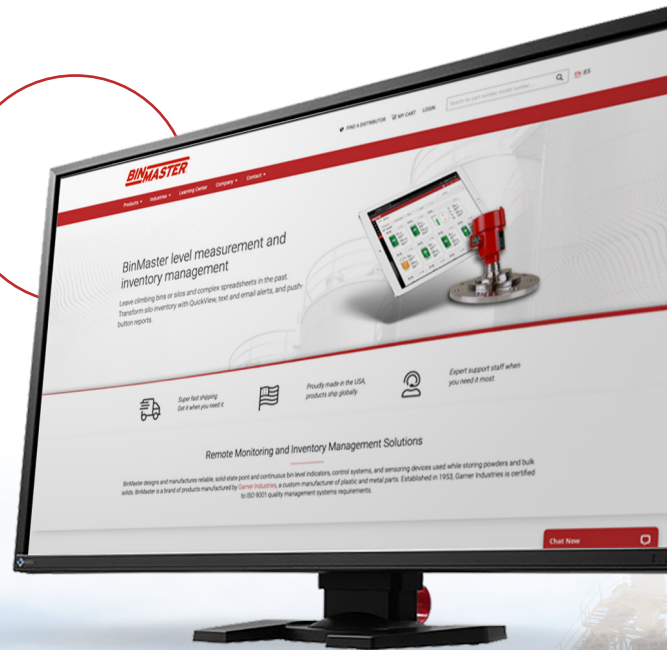 FIND A DISTRIBUTOR MY CART LOGIN Search for part number, model number ... EN /ES
BINMASTER
Products Industries Learning Center Company Contact
BinMaster level measurement and
inventory management
Leave climbing bins or silos and complex spreadsheets in the past.
Transform silo inventory with QuickView, text and email alerts, and push-
button reports.
Super fast shipping.
Get it when you need it.
Proudly made in the USA,
products ship globally.
Expert support staff when
you need it most.
Remote Monitoring and Inventory Management Solutions
BinMaster designs and manufactures reliable, solid-state point and continuous bin level indicators, control systems, and sensoring devices used while storing powders and bulk
solids. BinMaster is a brand of products manufactured by Garner Industries, a custom manufacturer of plastic and metal parts. Established in 1953, Garner Industries is certified
to ISO 9001 quality management systems requirements.
Chat Now